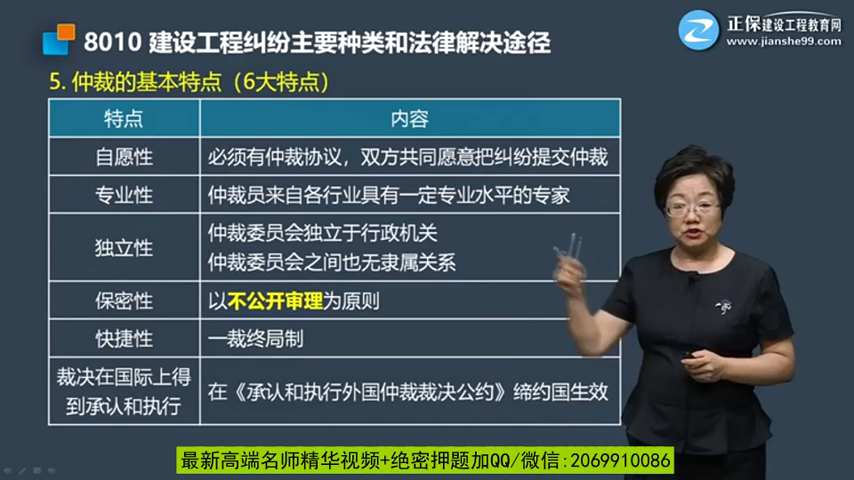 8010 建设工程纠纷主要种类和法律解决途径
正保建设工程教育网
www.jianshe99.com
5. 仲裁的基本特点（6大特点）
特点 内容
自愿性 必须有仲裁协议，双方共同愿意把纠纷提交仲裁
专业性 仲裁员来自各行业具有一定专业水平的专家
独立性 仲裁委员会独立于行政机关
仲裁委员会之间也无隶属关系
保密性 以不公开审理为原则
快捷性 一裁终局制
裁决在国际上得
到承认和执行 在《承认和执行外国仲裁裁决公约》缔约国生效
最新高端名师精华视频+绝密押题加QQ/微信:2069910086